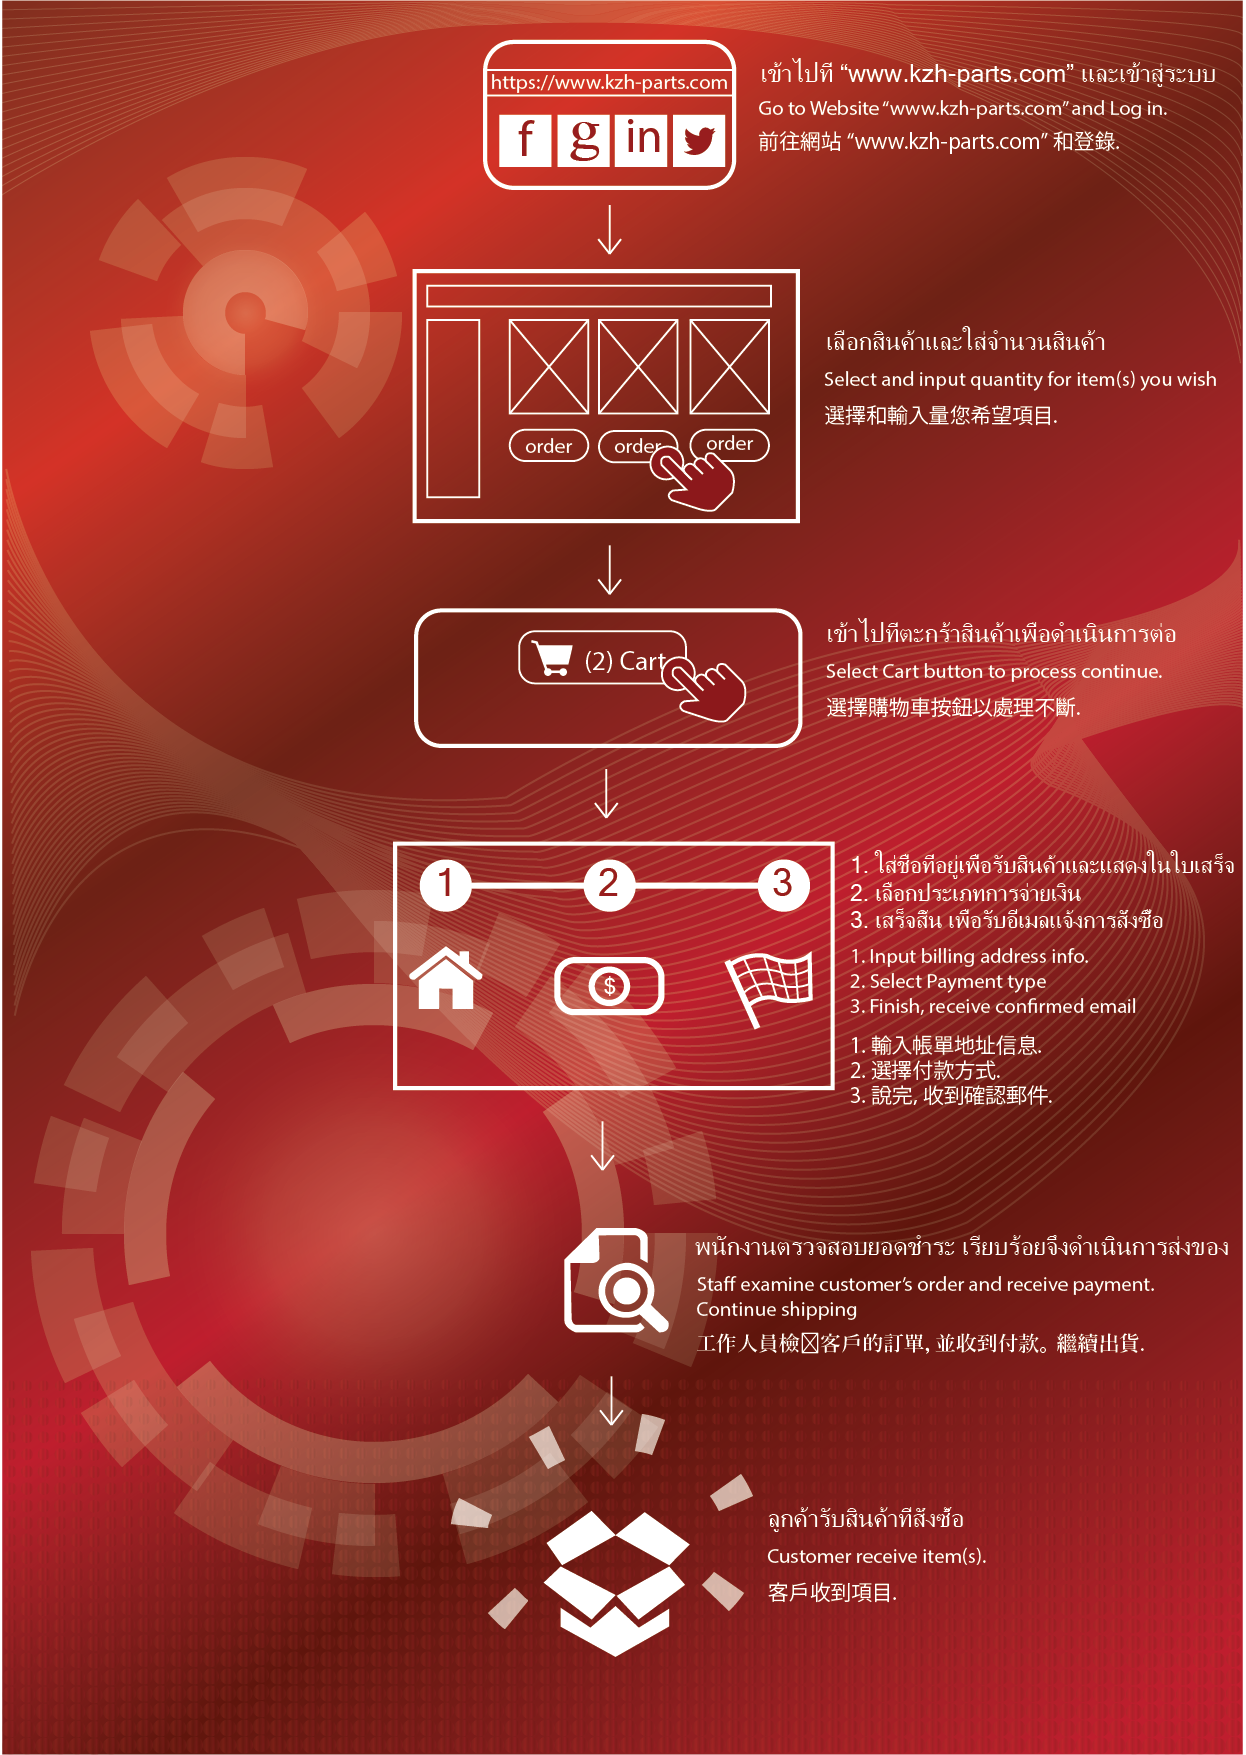 https://www.kzh-parts.com
f g in
เข้าไปที่ “www.kzh-parts.com” และเข้าสู่ระบบ
Go to Website “www.kzh-parts.com” and Log in.
前往網站 “www.kzh-parts.com” 和登錄.
order order order
เลือกสินค้าและใส่จำนวนสินค้า
Select and input quantity for item(s) you wish
選擇和輸入量您希望項目.
(2) Cart
เข้าไปที่ตะกร้าสินค้าเพื่อดำเนินการต่อ
Select Cart button to process continue.
選擇購物車按鈕以處理不斷.
1 2 3
$
1. ใส่ชื่อที่อยู่เพื่อรับสินค้าและแสดงในใบเสร็จ
2. เลือกประเภทการจ่ายเงิน
3. เสร็จสิ้น เพื่อรับอีเมลแจ้งการสั่งซื้อ
1. Input billing address info.
2. Select Payment type
3. Finish, receive confirmed email
1. 輸入帳單地址信息.
2. 選擇付款方式.
3. 說完, 收到確認郵件.
พนักงานตรวจสอบยอดชำระ เรียบร้อยจึงดำเนินการส่งของ
Staff examine customer’s order and receive payment.
Continue shipping
工作人員檢客戶的訂單, 並收到付款。繼續出貨.
ลูกค้ารับสินค้าที่สั่งซื้อ
Customer receive item(s).
客戶收到項目.